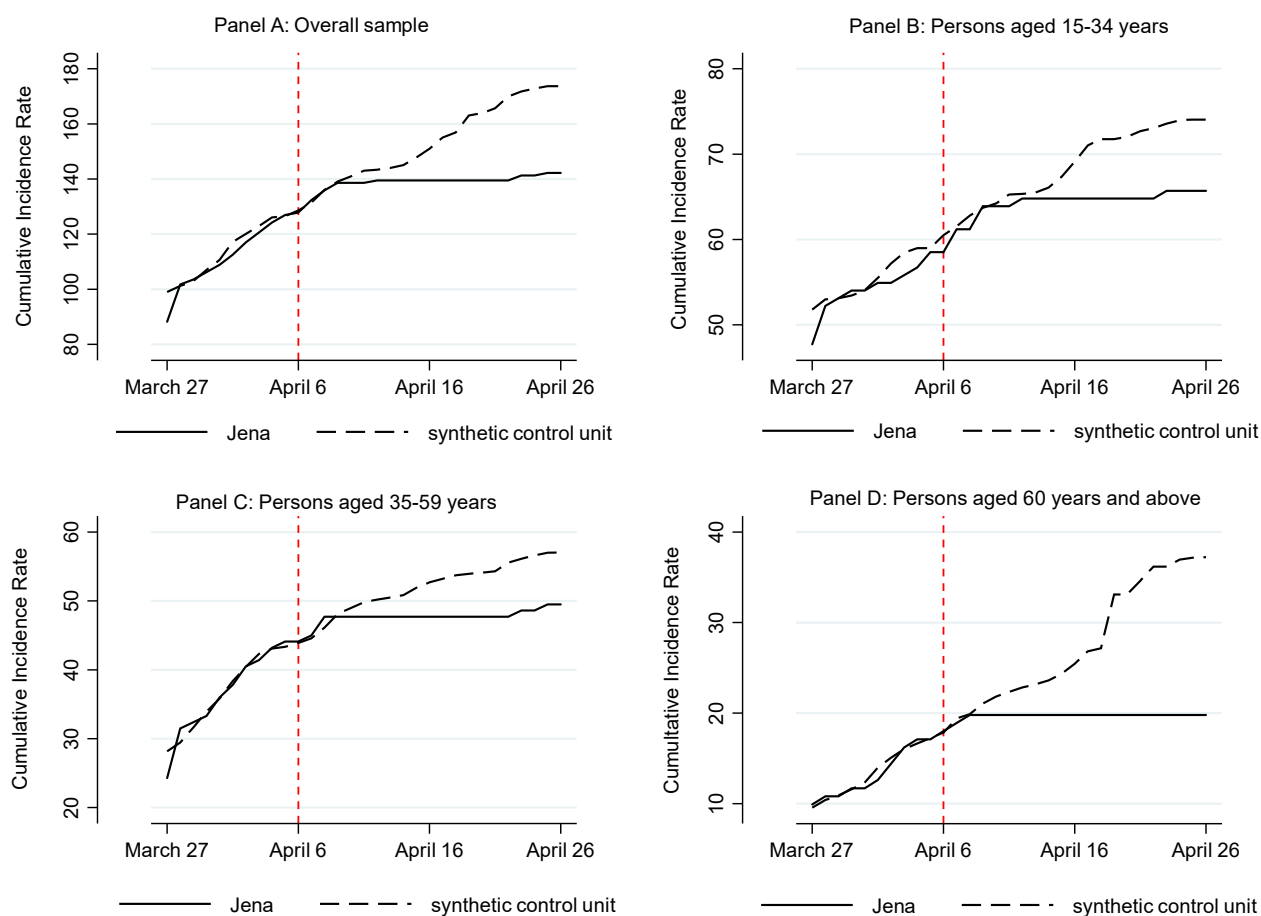 Panel A: Overall sample
Cumulative Incidence Rate
180
160
140
120
100
80
March 27 April 6 April 16 April 26
Jena synthetic control unit
Panel B: Persons aged 15-34 years
Cumulative Incidence Rate
80
70
60
50
March 27 April 6 April 16 April 26
Jena synthetic control unit
Panel C: Persons aged 35-59 years
Cumulative Incidence Rate
60
50
40
30
20
March 27 April 6 April 16 April 26
Jena synthetic control unit
Panel D: Persons aged 60 years and above
Cumultative Incidence Rate
40
30
20
10
March 27 April 6 April 16 April 26
Jena synthetic control unit